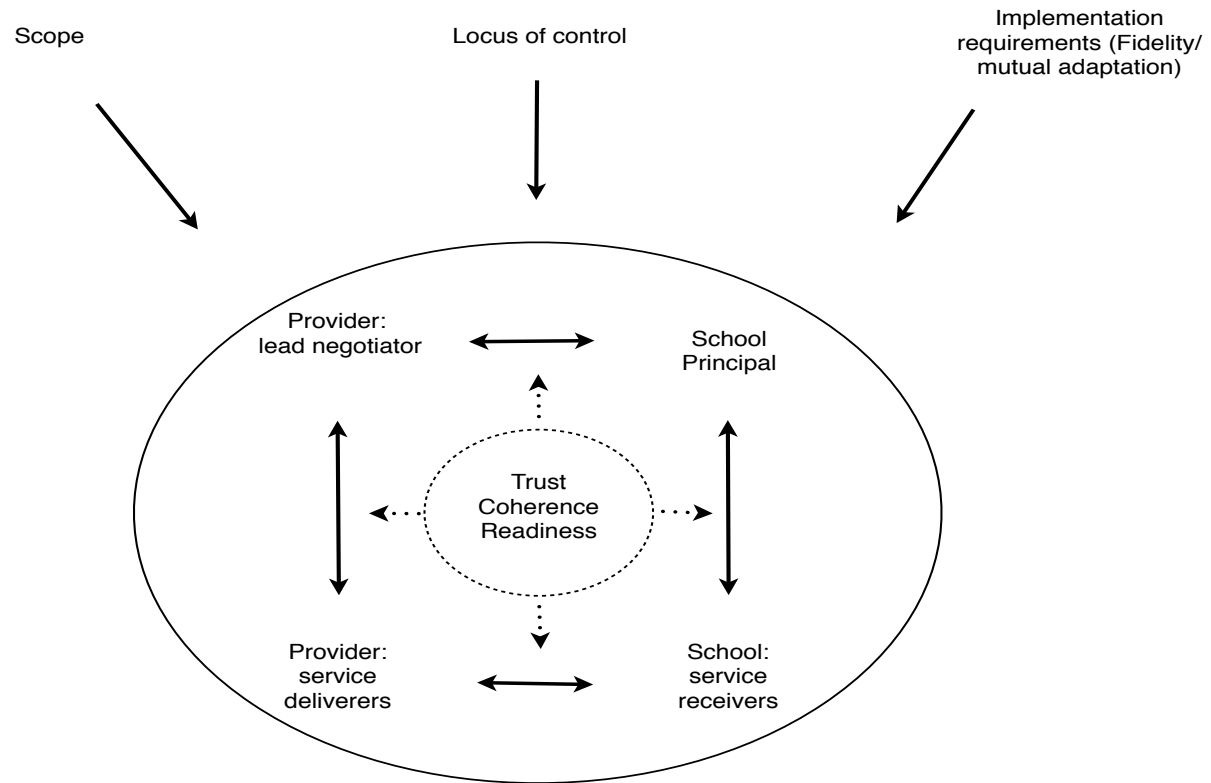 Scope
Locus of control
Implementation
requirements (Fidelity/
mutual adaptation)
Provider:
lead negotiator
School
Principal
Trust
Coherence
Readiness
Provider:
service
deliverers
School:
service
receivers